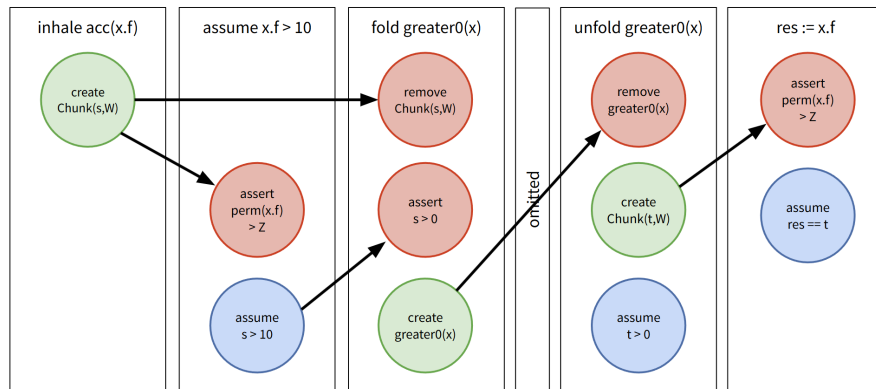 inhale acc(x.f)
assume x.f > 10
fold greater0(x)
unfold greater0(x)
res := x.f
create
Chunk(s,W)
remove
Chunk(s,W)
remove
greater0(x)
assert
perm(x.f)
> Z
assert
perm(x.f)
> Z
assert
s > 0
omitted
create
Chunk(t,W)
assume
res == t
assume
s > 10
create
greater0(x)
assume
t > 0